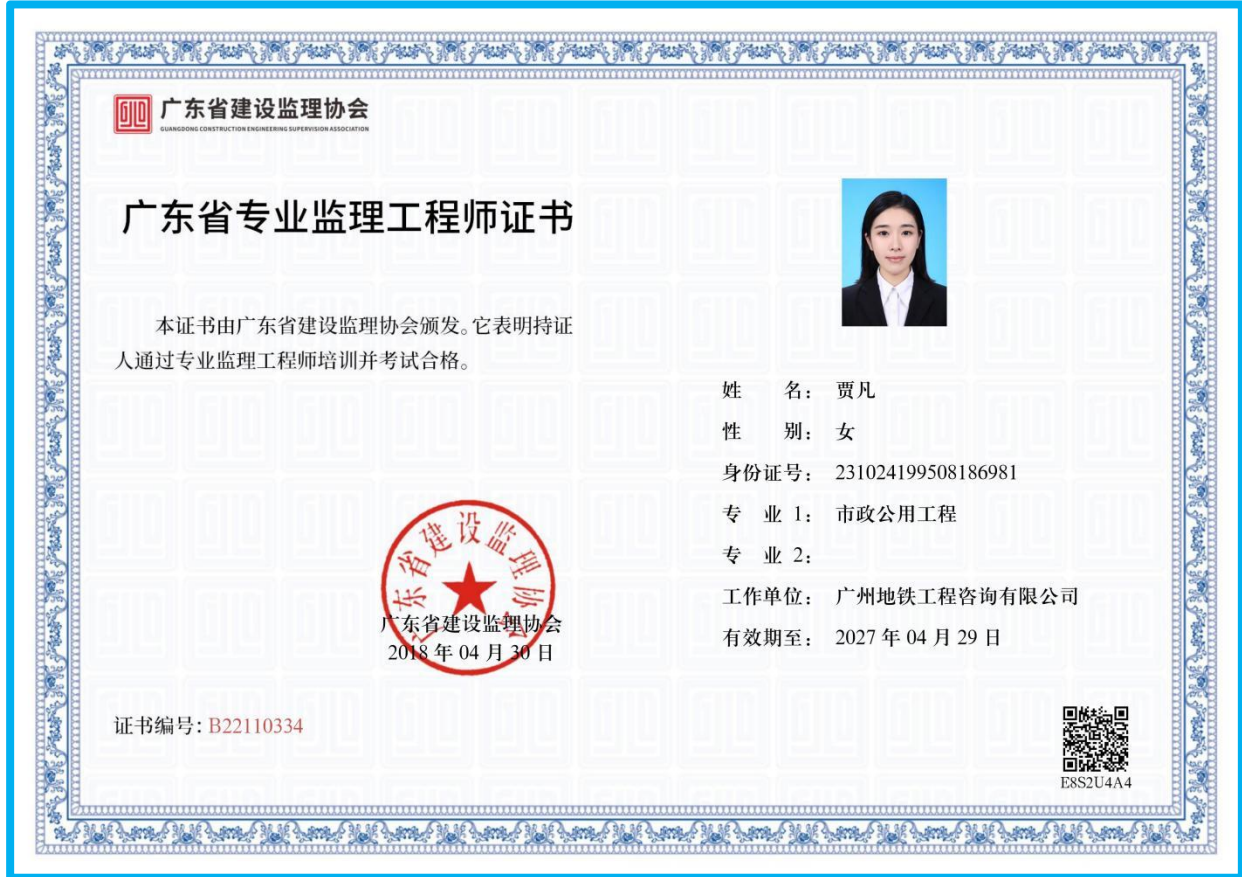 广东省建设监理协会
GUANGDONG CONSTRUCTION ENGINEERING SUPERVISION ASSOCIATION
广东省专业监理工程师证书
本证书由广东省建设监理协会颁发。它表明持证
人通过专业监理工程师培训并考试合格。
姓 名: 贾凡
性 别: 女
身份证号: 231024199508186981
专 业 1: 市政公用工程
专 业 2:
工作单位: 广州地铁工程咨询有限公司
有效期至: 2027 年 04 月 29 日
广东省建设监理协会
广东省建设监理协会
2018 年 04 月 30 日
证书编号: B22110334
E8S2U4A4